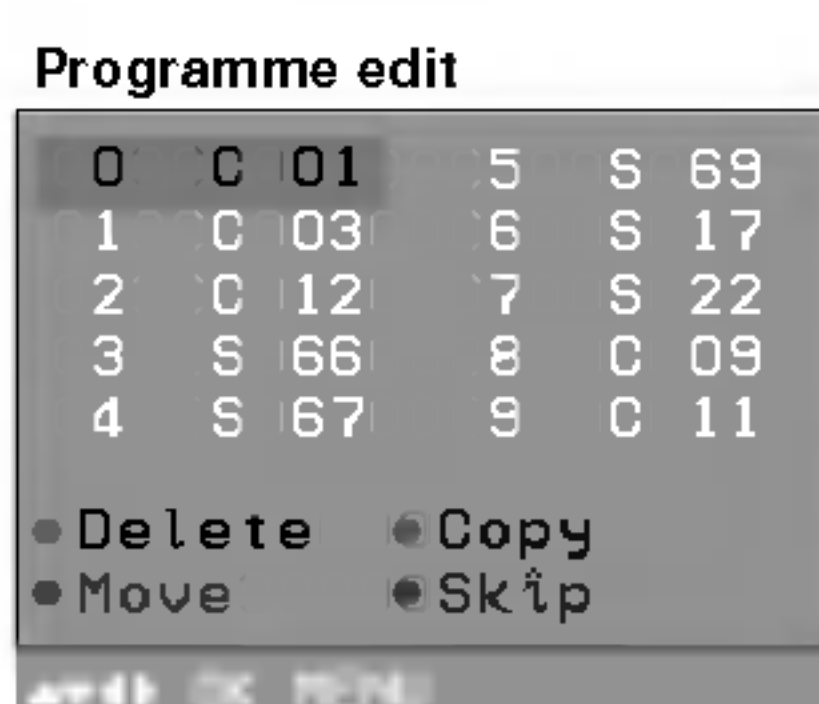 Programme edit
0 C 01 5 S 69
1 C 03 6 S 17
2 C 12 7 S 22
3 S 66 8 C 09
4 S 67 9 C 11
Delete Copy
Move Skip
OK MENU